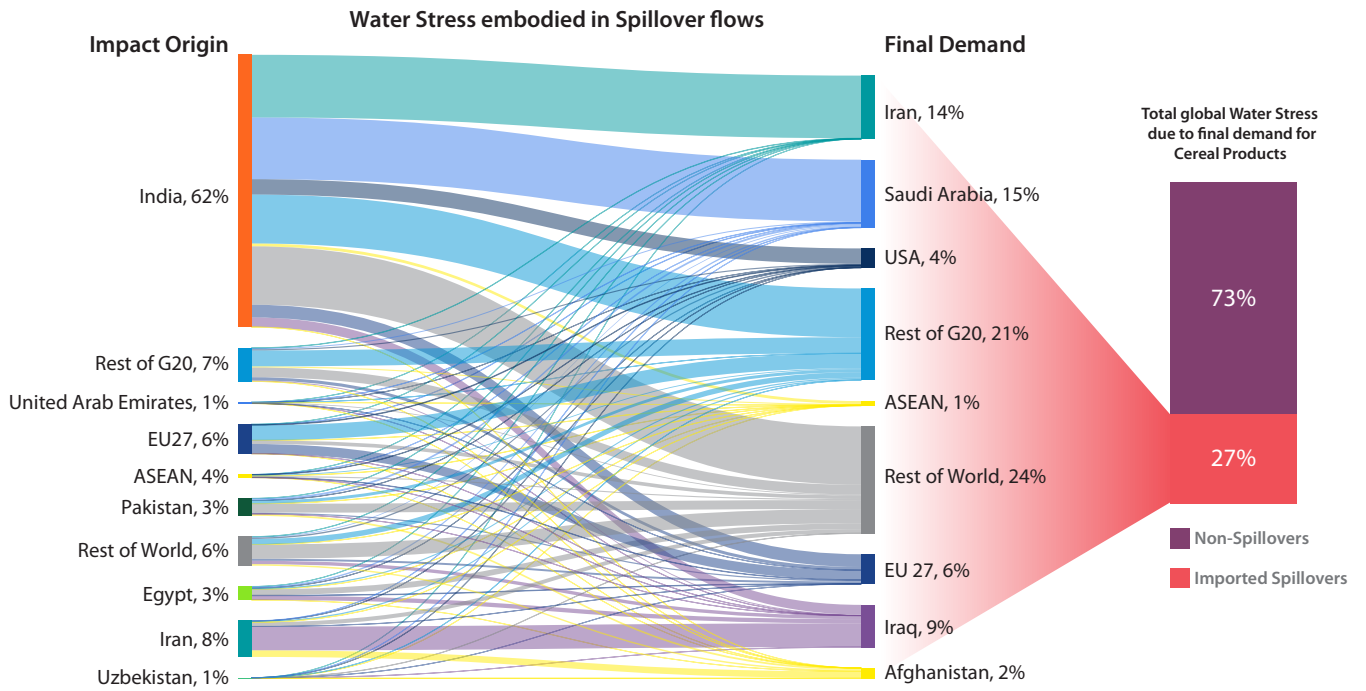 Water Stress embodied in Spillover flows
Impact Origin
India, 62%
Rest of G20, 7%
United Arab Emirates, 1%
EU27, 6%
ASEAN, 4%
Pakistan, 3%
Rest of World, 6%
Egypt, 3%
Iran, 8%
Uzbekistan, 1%
Final Demand
Iran, 14%
Saudi Arabia, 15%
USA, 4%
Rest of G20, 21%
ASEAN, 1%
Rest of World, 24%
EU 27, 6%
Iraq, 9%
Afghanistan, 2%
Total global Water Stress
due to final demand for
Cereal Products
73%
27%
Non-Spillovers
Imported Spillovers